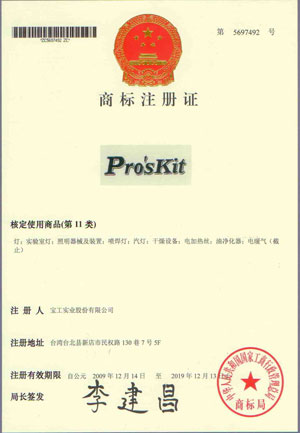 第 5697492 号
商标注册证
Pro'sKit
核定使用商品(第 11 类)
灯；实验室灯；照明器械及装置；喷焊灯；汽灯；干燥设备；电加热丝；油净化器；电暖气（截
止）
注 册 人 宝工实业股份有限公司
注册地址 台湾台北县新店市民权路 130 巷 7 号 5F
注册有效期限 自公元 2009 年 12 月 14 日 至 2019 年 12 月 13
局长签发 李建昌
中华人民共和国国家工商行政管理总局
商标局